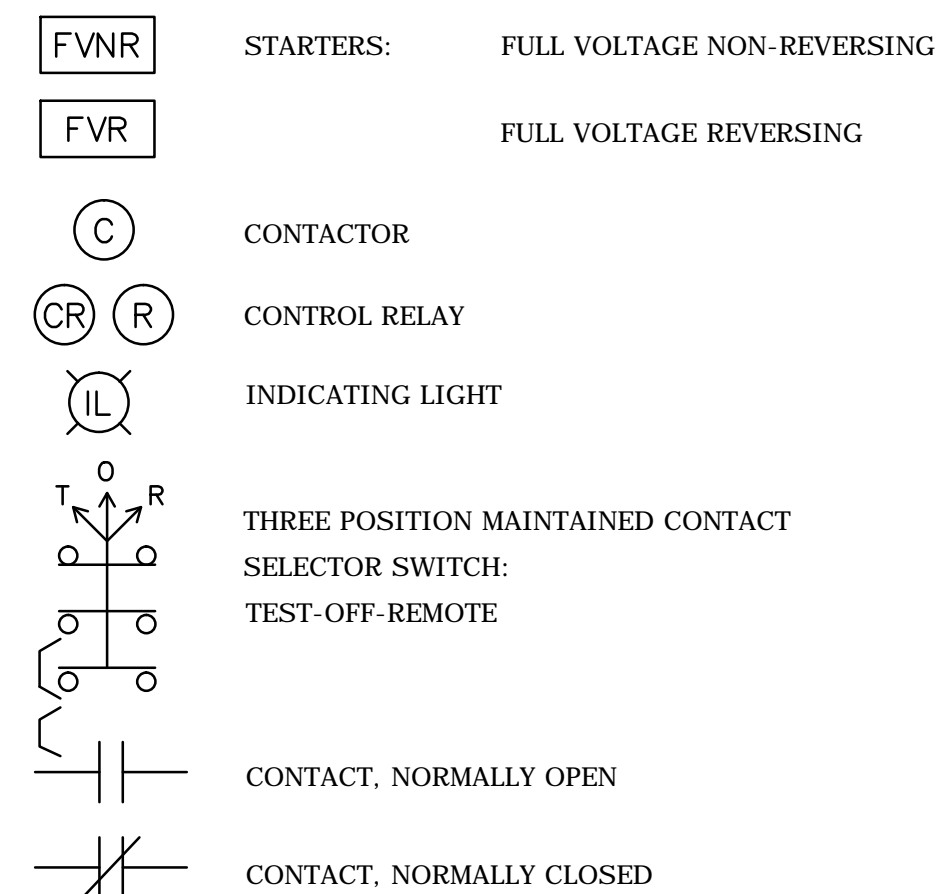 FVNR STARTERS: FULL VOLTAGE NON-REVERSING
FVR FULL VOLTAGE REVERSING
C CONTACTOR
CR R CONTROL RELAY
IL INDICATING LIGHT
O
T R
THREE POSITION MAINTAINED CONTACT
SELECTOR SWITCH:
TEST-OFF-REMOTE
CONTACT, NORMALLY OPEN
CONTACT, NORMALLY CLOSED